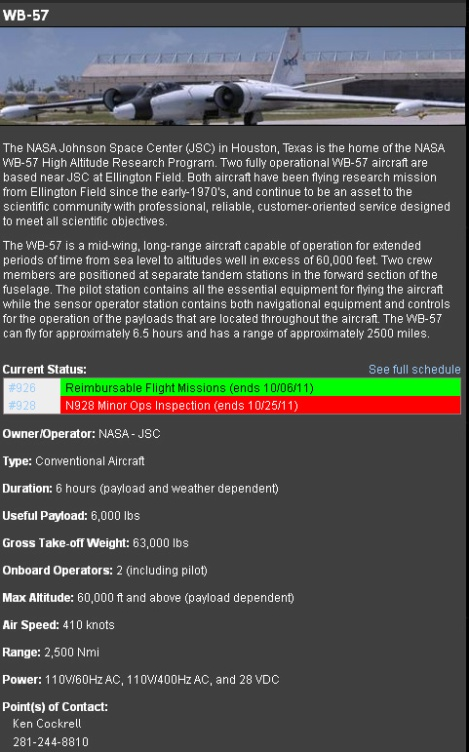 WB-57
The NASA Johnson Space Center (JSC) in Houston, Texas is the home of the NASA
WB-57 High Altitude Research Program. Two fully operational WB-57 aircraft are
based near JSC at Ellington Field. Both aircraft have been flying research mission
from Ellington Field since the early-1970's, and continue to be an asset to the
scientific community with professional, reliable, customer-oriented service designed
to meet all scientific objectives.
The WB-57 is a mid-wing, long-range aircraft capable of operation for extended
periods of time from sea level to altitudes well in excess of 60,000 feet. Two crew
members are positioned at separate tandem stations in the forward section of the
fuselage. The pilot station contains all the essential equipment for flying the aircraft
while the sensor operator station contains both navigational equipment and controls
for the operation of the payloads that are located throughout the aircraft. The WB-57
can fly for approximately 6.5 hours and has a range of approximately 2500 miles.
Current Status: See full schedule
#926 Reimbursable Flight Missions (ends 10/06/11)
#928 N928 Minor Ops Inspection (ends 10/25/11)
Owner/Operator: NASA - JSC
Type: Conventional Aircraft
Duration: 6 hours (payload and weather dependent)
Useful Payload: 6,000 lbs
Gross Take-off Weight: 63,000 lbs
Onboard Operators: 2 (including pilot)
Max Altitude: 60,000 ft and above (payload dependent)
Air Speed: 410 knots
Range: 2,500 Nmi
Power: 110V/60Hz AC, 110V/400Hz AC, and 28 VDC
Point(s) of Contact:
Ken Cockrell
281-244-8810